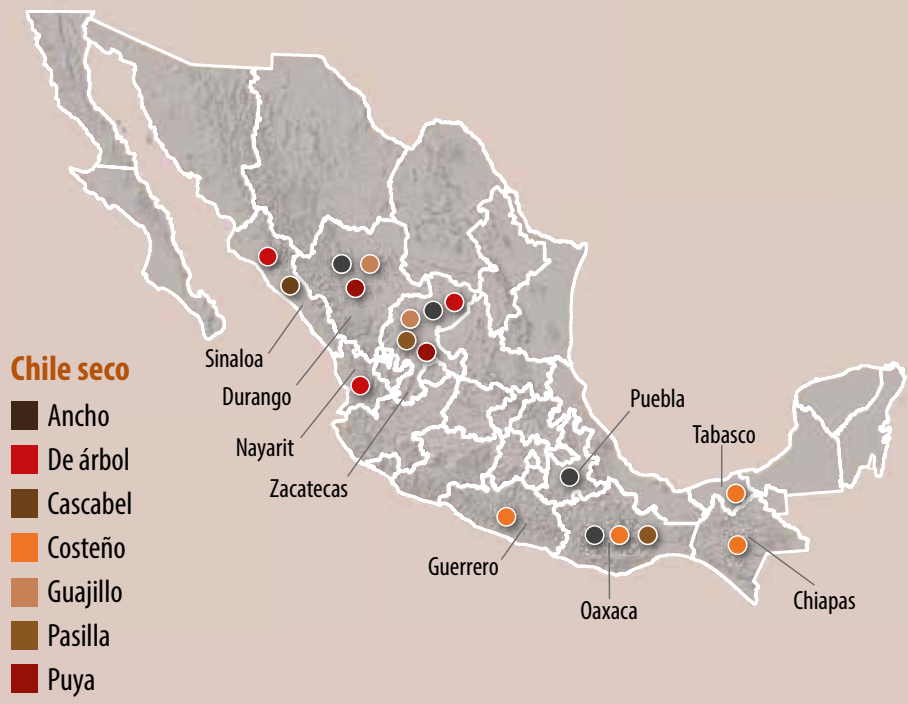 Sinaloa
Durango
Nayarit
Zacatecas
Puebla
Tabasco
Guerrero
Oaxaca
Chiapas
Chile seco
Ancho
De árbol
Cascabel
Costeño
Guajillo
Pasilla
Puya